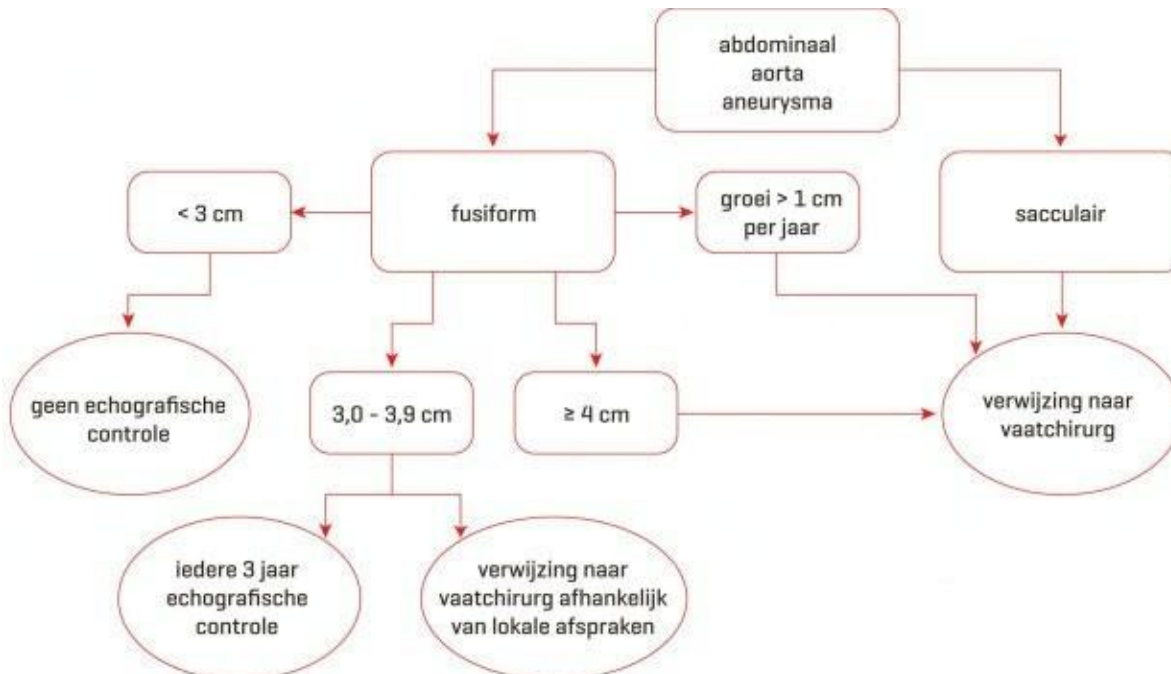 abdominaal
aorta
aneurysma
< 3 cm
fusiform
groei > 1 cm
per jaar
sacculair
geen echografische
controle
3,0 - 3,9 cm
≥ 4 cm
verwijzing naar
vaatchirurg
iedere 3 jaar
echografische
controle
verwijzing naar
vaatchirurg afhankelijk
van lokale afspraken